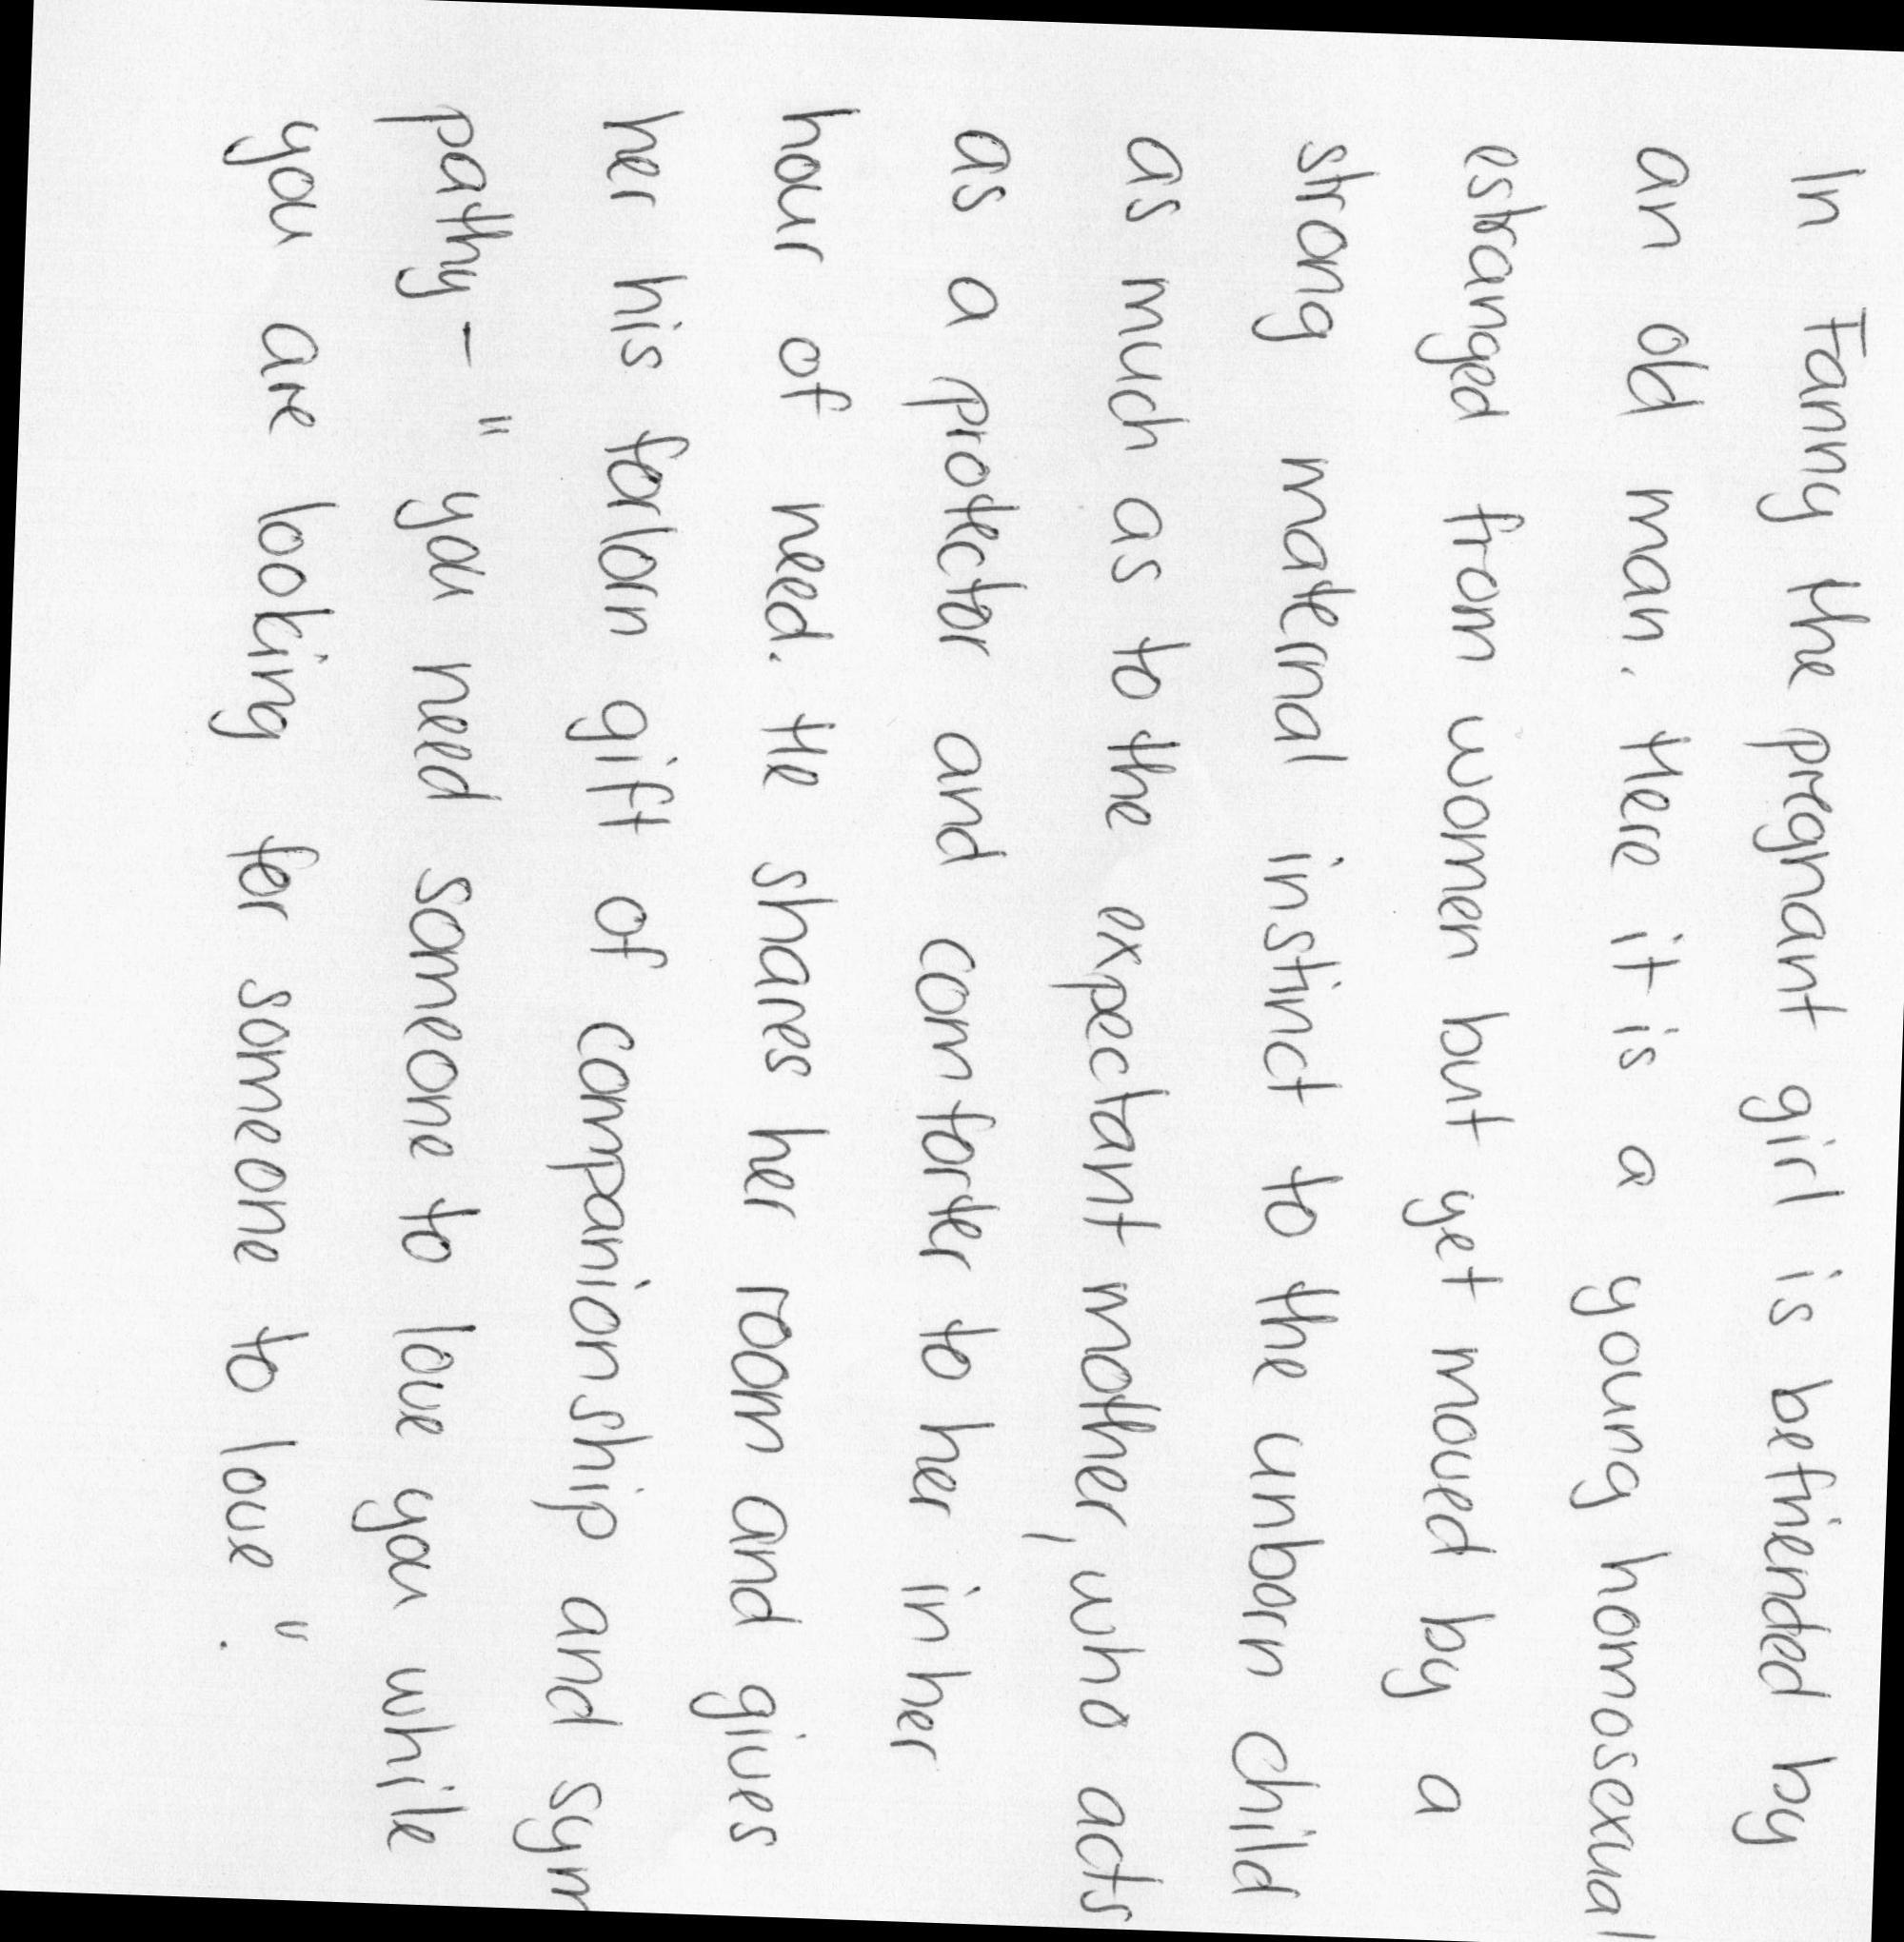 In Fanny the pregnant girl is befriended by
an old man. Here it is a young homosexual
estranged from women but yet moved by a
strong maternal instinct to the unborn child
as much as to the expectant mother, who acts
as a protector and comforter to her in her
hour of need. He shares her room and gives
her his forlorn gift of companionship and sym
pathy - " you need someone to love you while
you are looking for someone to love ".